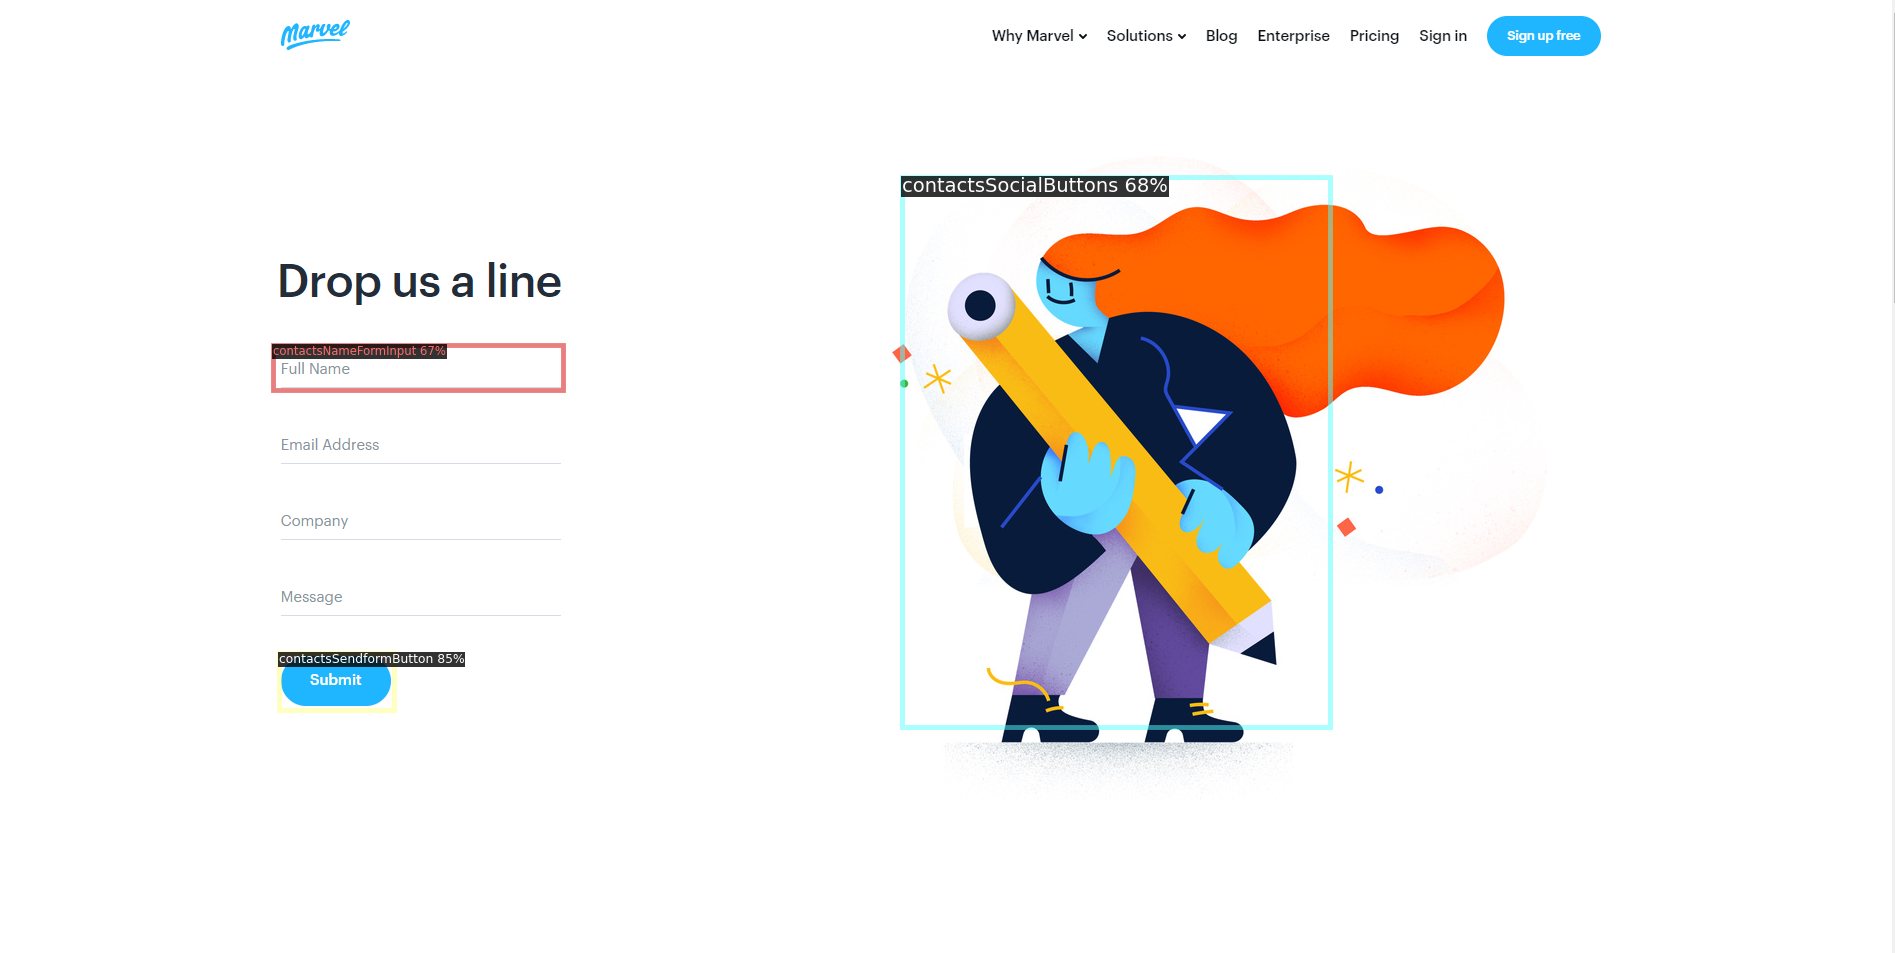 Marvel
Why Marvel Solutions Blog Enterprise Pricing Sign in Sign up free
contactsSocialButtons 68%
Drop us a line
contactsNameFormInput 67%
Full Name
Email Address
Company
Message
contactsSendformButton 85%
Submit